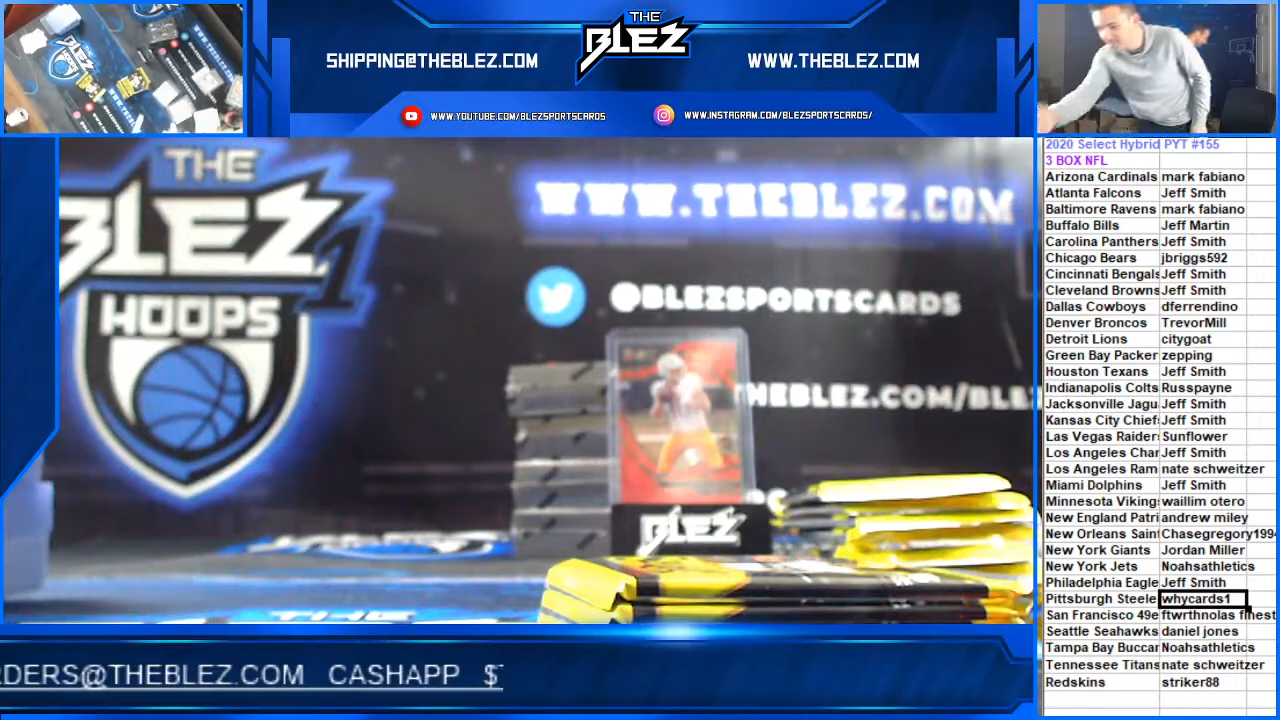 THE
BLEZ
SHIPPING@THEBLEZ.COM
WWW.THEBLEZ.COM
WWW.YOUTUBE.COM/BLEZSPORTSCARDS
WWW.INSTAGRAM.COM/BLEZSPORTSCARDS/
THE
BLEZ
1
HOOPS
WWW.THEBLEZ.COM
@BLEZSPORTSCARDS
THEBLEZ.COM/BLE
BLEZ
2020 Select Hybrid PYT #155
3 BOX NFL
Arizona Cardinals mark fabiano
Atlanta Falcons Jeff Smith
Baltimore Ravens mark fabiano
Buffalo Bills Jeff Martin
Carolina Panthers Jeff Smith
Chicago Bears jbriggs592
Cincinnati Bengals Jeff Smith
Cleveland Browns Jeff Smith
Dallas Cowboys dferrendino
Denver Broncos TrevorMill
Detroit Lions citygoat
Green Bay Packer zepping
Houston Texans Jeff Smith
Indianapolis Colts Russpayne
Jacksonville Jagu Jeff Smith
Kansas City Chief Jeff Smith
Las Vegas Raider Sunflower
Los Angeles Char Jeff Smith
Los Angeles Ram nate schweitzer
Miami Dolphins Jeff Smith
Minnesota Viking waillim otero
New England Patri andrew miley
New Orleans Saint Chasegregory1994
New York Giants Jordan Miller
New York Jets Noahsathletics
Philadelphia Eagle Jeff Smith
Pittsburgh Steele whycards1
San Francisco 49e ftwrthnolas finest
Seattle Seahawks daniel jones
Tampa Bay Buccar Noahsathletics
Tennessee Titans nate schweitzer
Redskins striker88
RDERS@THEBLEZ.COM CASHAPP $